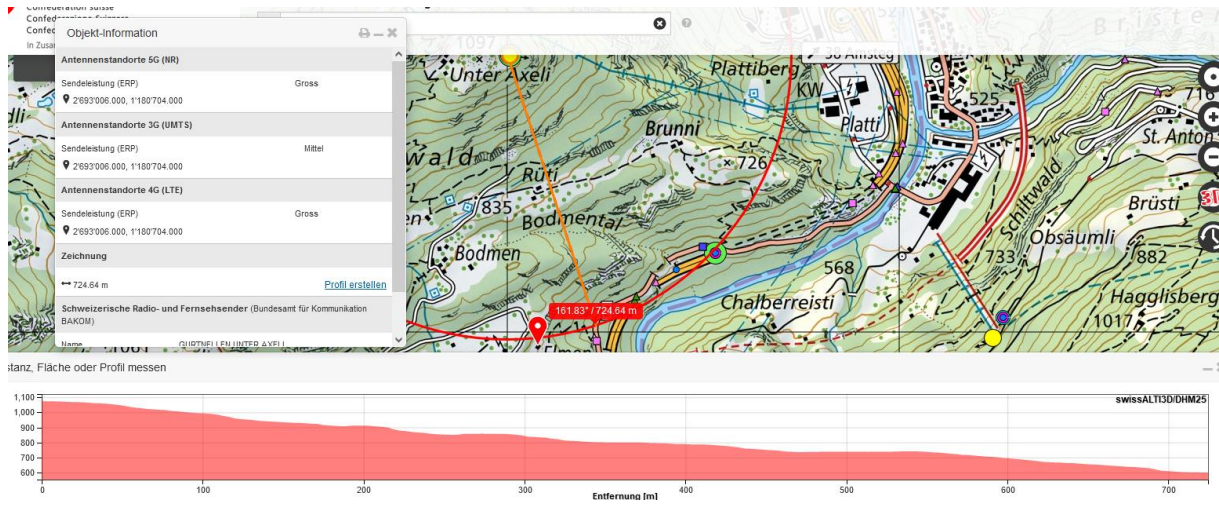 Confederation suisse
In Zusa
Objekt-Information
Antennenstandorte 5G (NR)
Sendeleistung (ERP) Gross
2'693'006.000, 1'180'704.000
Antennenstandorte 3G (UMTS)
Sendeleistung (ERP) Mittel
2'693'006.000, 1'180'704.000
Antennenstandorte 4G (LTE)
Sendeleistung (ERP) Gross
2'693'006.000, 1'180'704.000
Zeichnung
724.64 m Profil erstellen
Schweizerische Radio- und Fernsehsender (Bundesamt für Kommunikation
BAKOM)
Name GURTNELLEN UNTER AXELI
1097
Unter Axeli
Plattiberg
38 Amsteg
Bristen
KW
525
716
Platti
St. Anton
Brunni
726
wald
Rüti
835
Bodmental
Bodmen
Schiltwald
Brüsti
Obsäumli
568
733
882
Chalberreisti
Hagglisberg
1017
161.83° / 724.64 m
1061
stanz, Fläche oder Profil messen
swissALTI3D/DHM25
1,100
1,000
900
800
700
600
0 100 200 300 400 500 600 700
Entfernung [m]